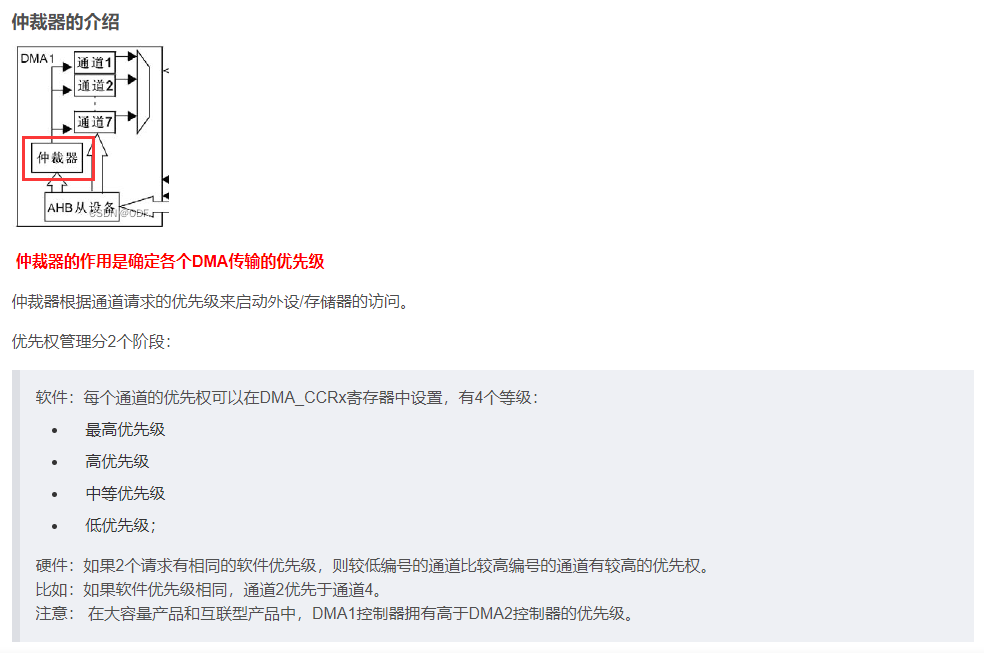 仲裁器的介绍
DMA1
通道1
通道2
通道7
仲裁器
AHB从设备
CSDN @ODF
仲裁器的作用是确定各个DMA传输的优先级
仲裁器根据通道请求的优先级来启动外设/存储器的访问。
优先权管理分2个阶段：
软件：每个通道的优先权可以在DMA_CCRx寄存器中设置，有4个等级：
• 最高优先级
• 高优先级
• 中等优先级
• 低优先级；
硬件：如果2个请求有相同的软件优先级，则较低编号的通道比较高编号的通道有较高的优先权。
比如：如果软件优先级相同，通道2优先于通道4。
注意： 在大容量产品和互联型产品中，DMA1控制器拥有高于DMA2控制器的优先级。